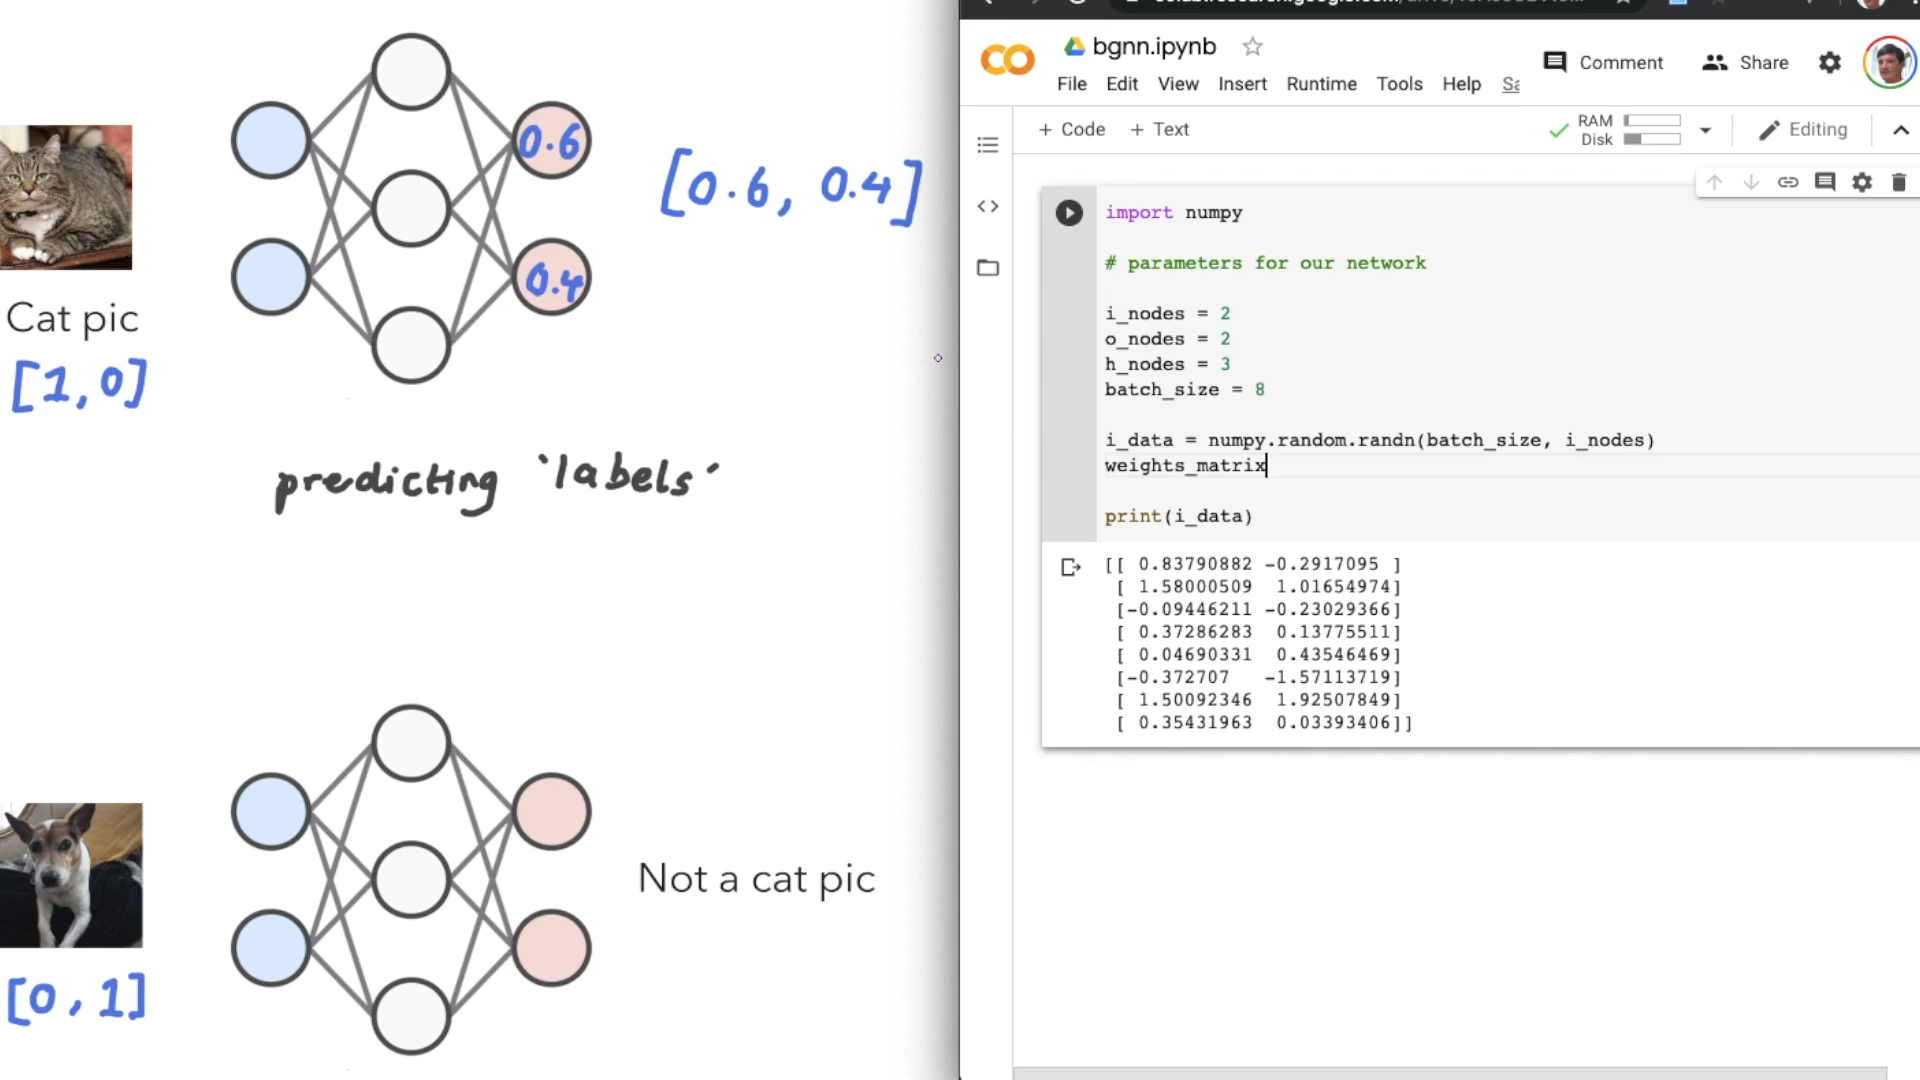 0.6
0.4
[0.6, 0.4]
Cat pic
[1,0]
predicting 'labels'
Not a cat pic
[0,1]
bgnn.ipynb
Comment
Share
File Edit View Insert Runtime Tools Help Sa
+ Code + Text
RAM
Disk
Editing
import numpy
# parameters for our network
i_nodes = 2
o_nodes = 2
h_nodes = 3
batch_size = 8
i_data = numpy.random.randn(batch_size, i_nodes)
weights_matrix
print(i_data)
[[ 0.83790882 -0.2917095 ]
[ 1.58000509 1.01654974]
[-0.09446211 -0.23029366]
[ 0.37286283 0.13775511]
[ 0.04690331 0.43546469]
[-0.372707 -1.57113719]
[ 1.50092346 1.92507849]
[ 0.35431963 0.03393406]]